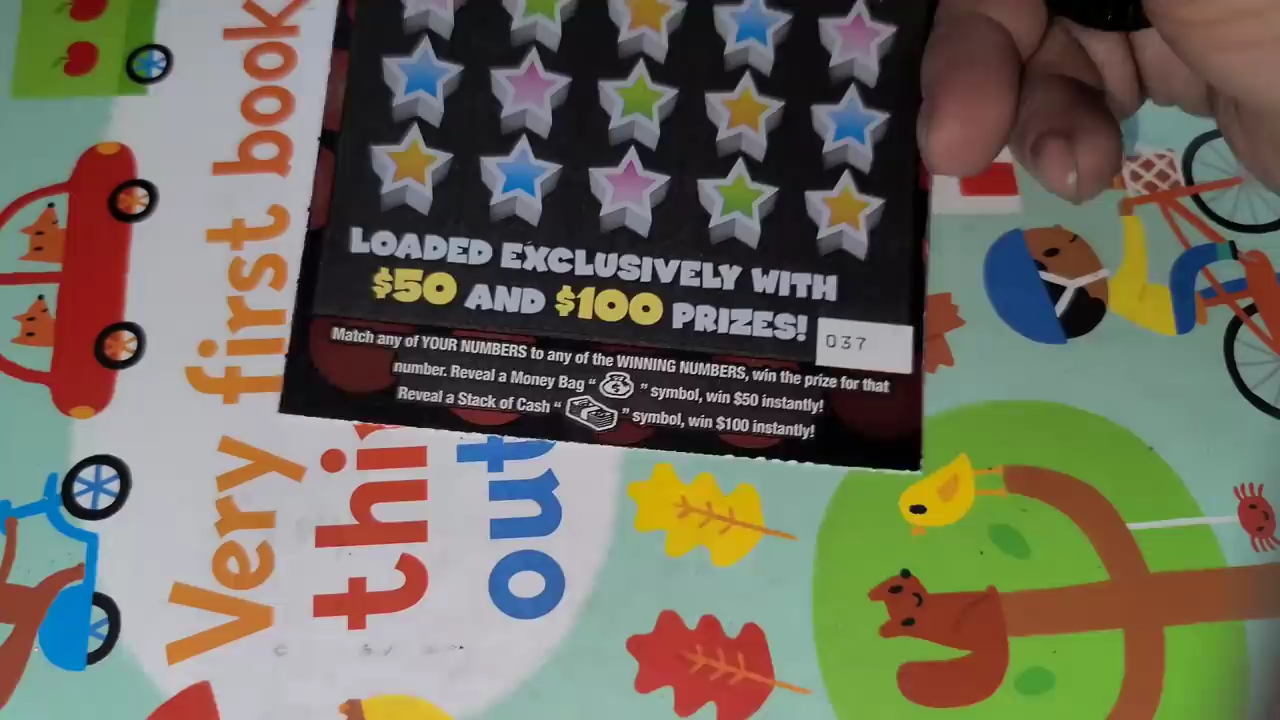 LOADED EXCLUSIVELY WITH
$50 AND $100 PRIZES!
037
Match any of YOUR NUMBERS to any of the WINNING NUMBERS, win the prize for that
number. Reveal a Money Bag “ ” symbol, win $50 instantly!
Reveal a Stack of Cash “ ” symbol, win $100 instantly!
Very first book
out